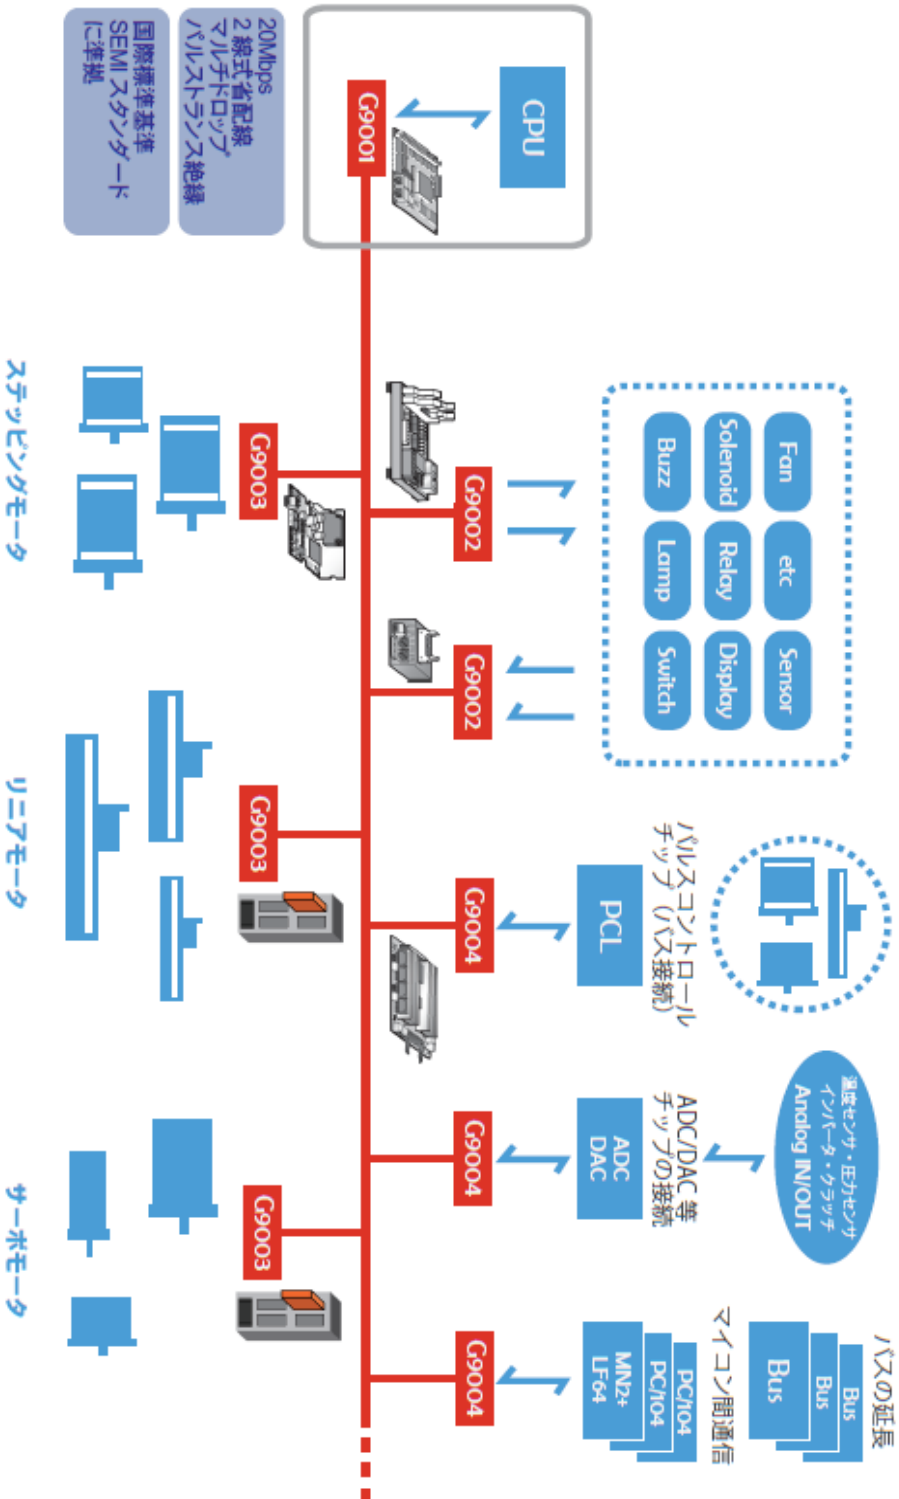 CPU
G9001
20Mbps
2 線式省配線
マルチドロップ
パルストランス絶縁
国際標準基準
SEMI スタンダード
に準拠
Fan
etc
Sensor
Solenoid
Relay
Display
Buzz
Lamp
Switch
G9002
G9002
パルスコントロール
チップ（バス接続）
PCL
G9004
温度センサ・圧力センサ
インバータ・クラッチ
Analog IN/OUT
ADC/DAC 等
チップの接続
ADC
DAC
G9004
バスの延長
Bus
Bus
Bus
マイコン間通信
PC/104
PC/104
MN2+
LF64
G9004
G9003
ステッピングモータ
G9003
リニアモータ
G9003
サーボモータ